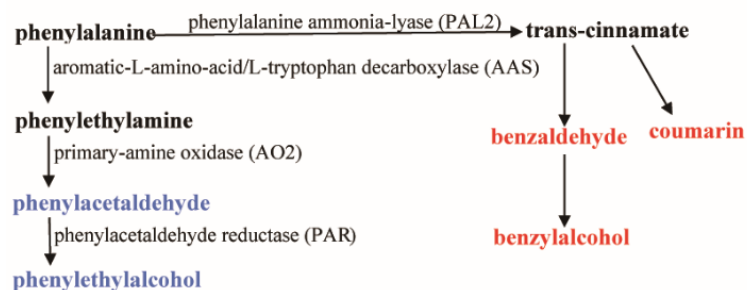 phenylalanine phenylalanine ammonia-lyase (PAL2) trans-cinnamate
aromatic-L-amino-acid/L-tryptophan decarboxylase (AAS)
phenylethylamine
benzaldehyde coumarin
primary-amine oxidase (AO2)
phenylacetaldehyde
phenylacetaldehyde reductase (PAR)
benzylalcohol
phenylethylalcohol